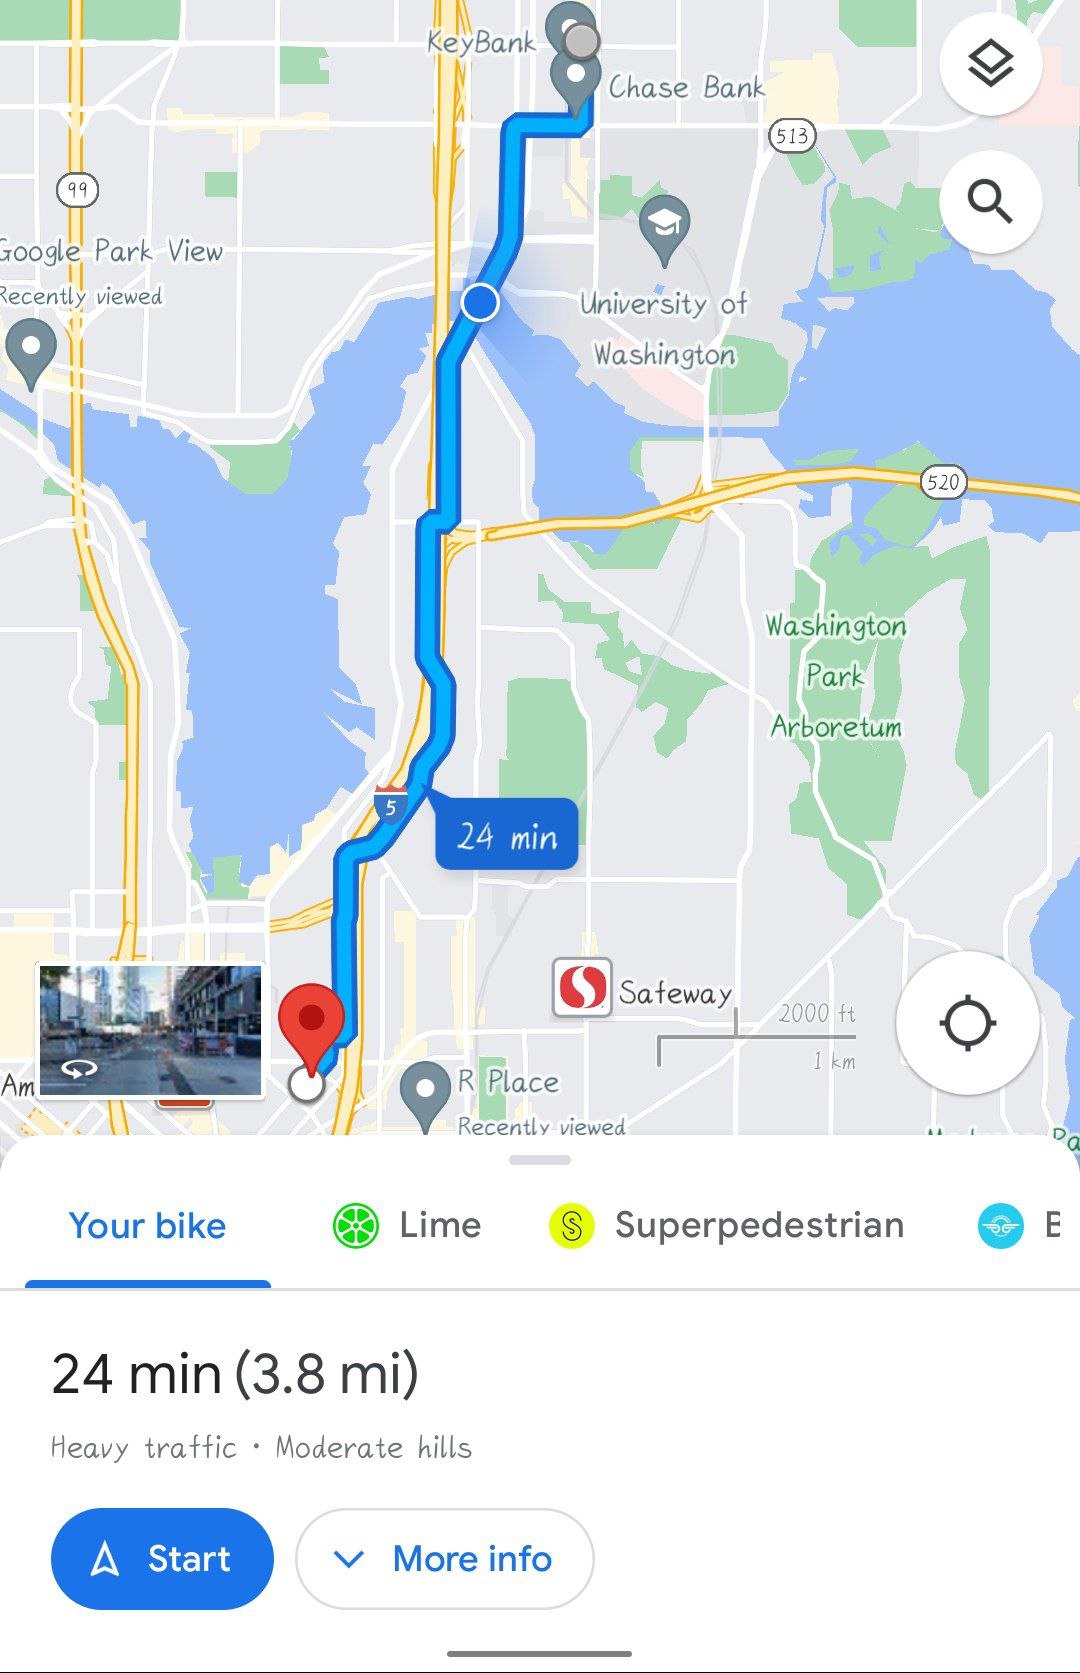 KeyBank
Chase Bank
513
99
Google Park View
Recently viewed
University of
Washington
520
Washington
Park
Arboretum
5
24 min
Safeway
2000 ft
1 km
Am
R Place
Recently viewed
Your bike
Lime
Superpedestrian
B
24 min (3.8 mi)
Heavy traffic • Moderate hills
Start
More info